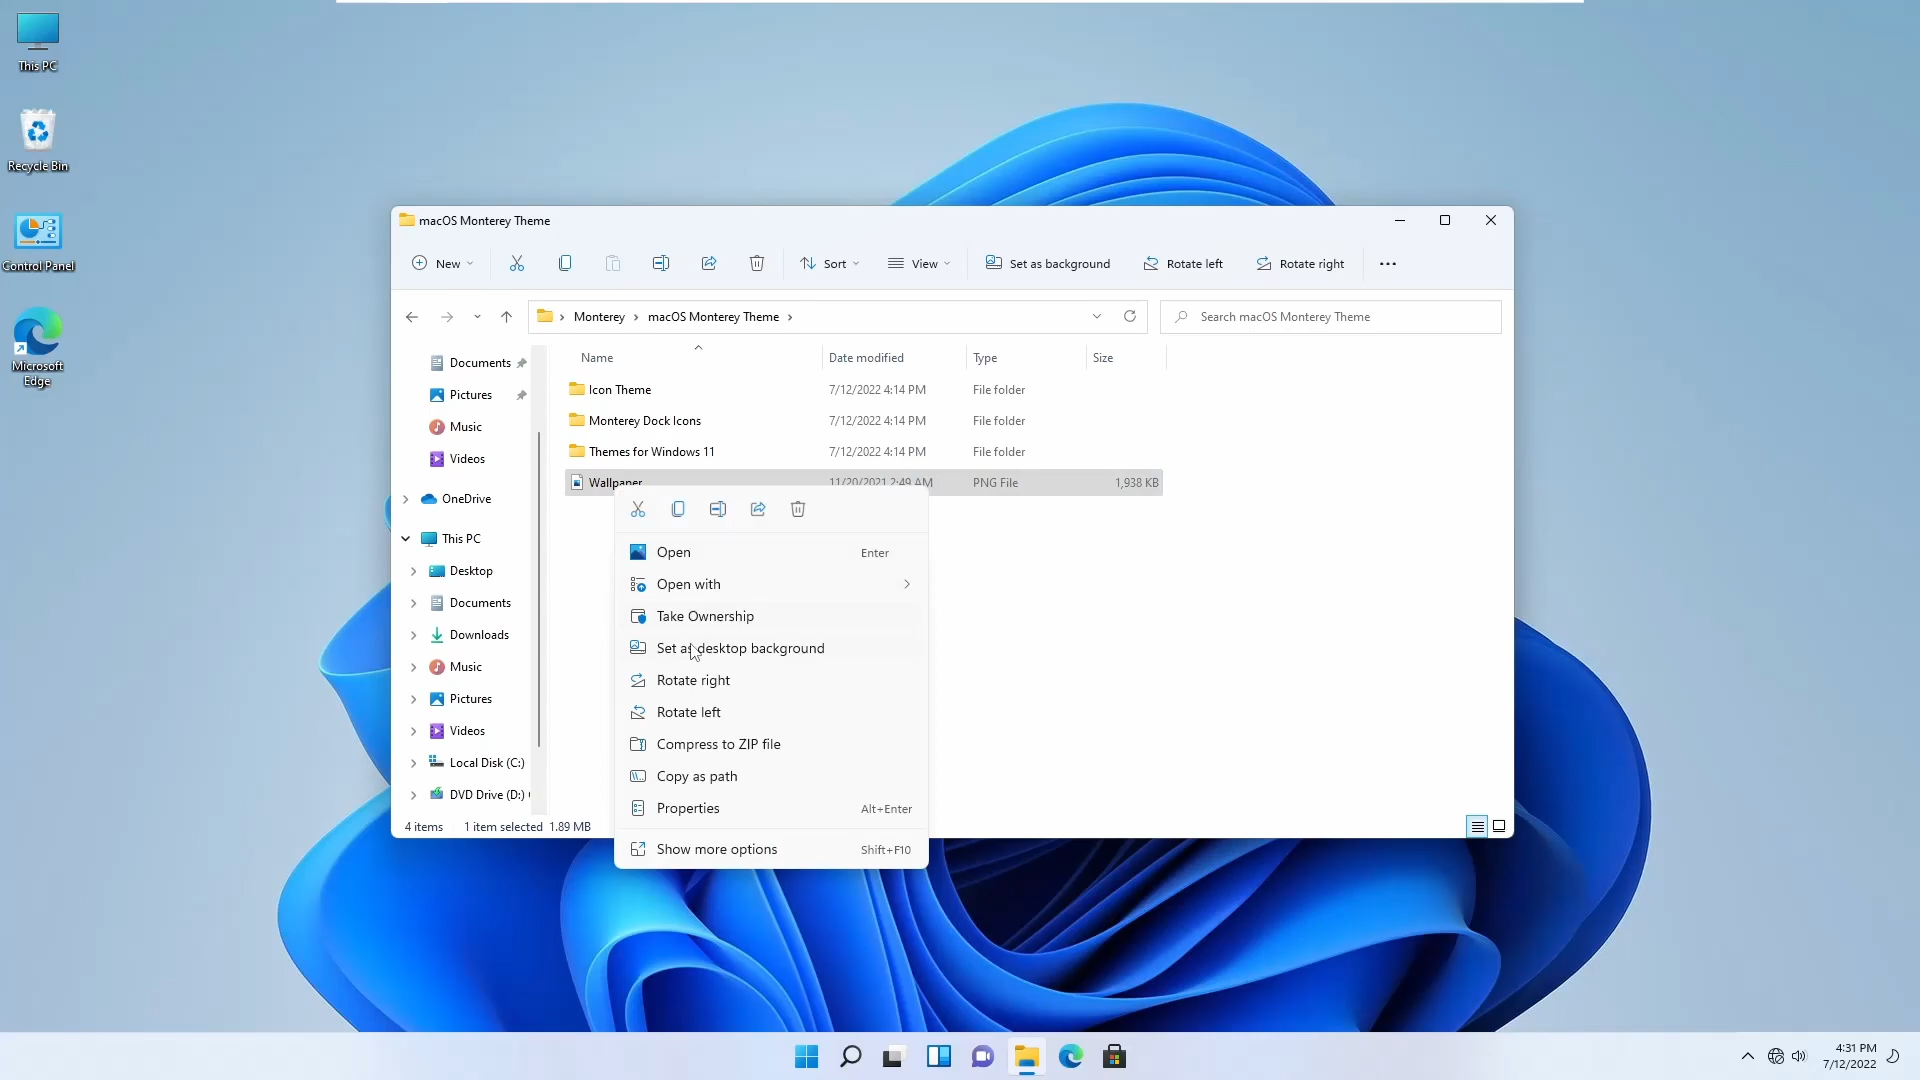 This PC
Recycle Bin
Control Panel
Microsoft
Edge
macOS Monterey Theme
New
Sort
View
Set as background
Rotate left
Rotate right
Monterey
macOS Monterey Theme
Search macOS Monterey Theme
Documents
Pictures
Music
Videos
OneDrive
This PC
Desktop
Documents
Downloads
Music
Pictures
Videos
Local Disk (C:)
DVD Drive (D:)
Name Date modified Type Size
Icon Theme 7/12/2022 4:14 PM File folder
Monterey Dock Icons 7/12/2022 4:14 PM File folder
Themes for Windows 11 7/12/2022 4:14 PM File folder
Wallpaper 11/20/2021 2:49 AM PNG File 1,938 KB
Open Enter
Open with
Take Ownership
Set as desktop background
Rotate right
Rotate left
Compress to ZIP file
Copy as path
Properties Alt+Enter
Show more options Shift+F10
4 items 1 item selected 1.89 MB
4:31 PM
7/12/2022